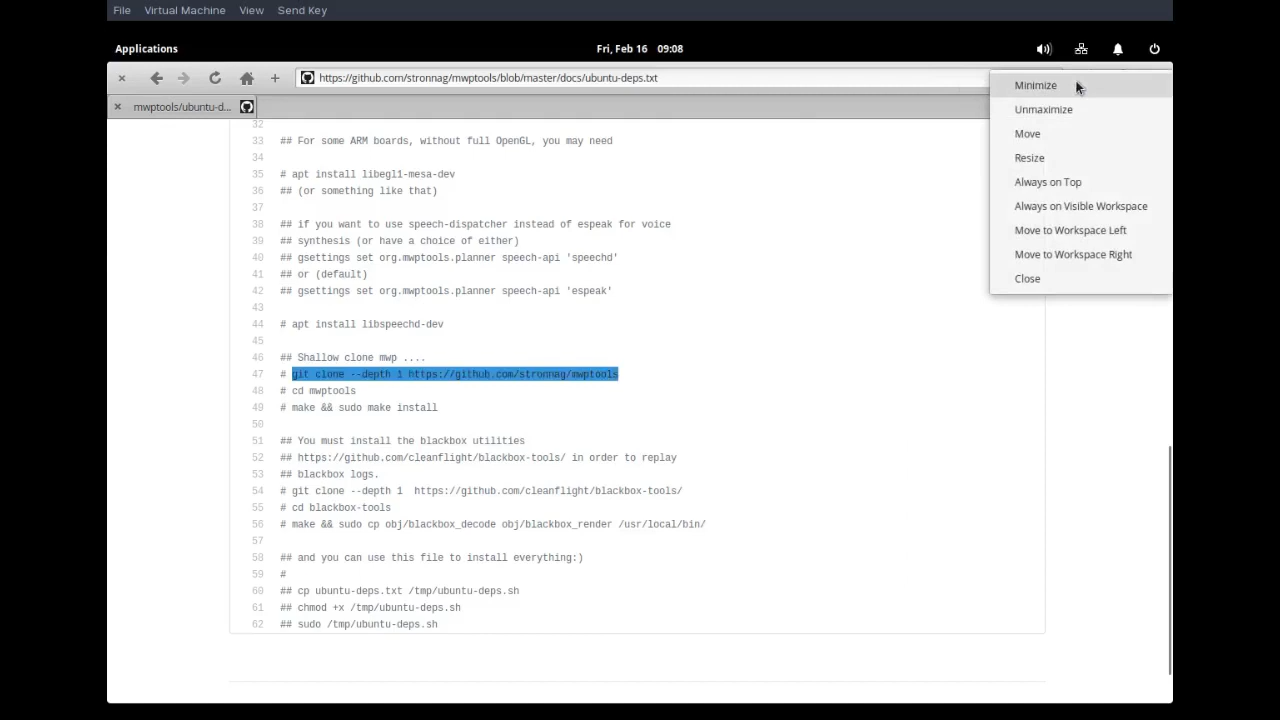 File Virtual Machine View Send Key
Applications Fri, Feb 16 09:08
https://github.com/stronnag/mwptools/blob/master/docs/ubuntu-deps.txt
mwptools/ubuntu-d...
Minimize
Unmaximize
Move
Resize
Always on Top
Always on Visible Workspace
Move to Workspace Left
Move to Workspace Right
Close
32
33 ## For some ARM boards, without full OpenGL, you may need
34
35 # apt install libegl1-mesa-dev
36 ## (or something like that)
37
38 ## if you want to use speech-dispatcher instead of espeak for voice
39 ## synthesis (or have a choice of either)
40 ## gsettings set org.mwptools.planner speech-api 'speechd'
41 ## or (default)
42 ## gsettings set org.mwptools.planner speech-api 'espeak'
43
44 # apt install libspeechd-dev
45
46 ## Shallow clone mwp ....
47 # git clone --depth 1 https://github.com/stronnag/mwptools
48 # cd mwptools
49 # make && sudo make install
50
51 ## You must install the blackbox utilities
52 ## https://github.com/cleanflight/blackbox-tools/ in order to replay
53 ## blackbox logs.
54 # git clone --depth 1  https://github.com/cleanflight/blackbox-tools/
55 # cd blackbox-tools
56 # make && sudo cp obj/blackbox_decode obj/blackbox_render /usr/local/bin/
57
58 ## and you can use this file to install everything:)
59 #
60 ## cp ubuntu-deps.txt /tmp/ubuntu-deps.sh
61 ## chmod +x /tmp/ubuntu-deps.sh
62 ## sudo /tmp/ubuntu-deps.sh